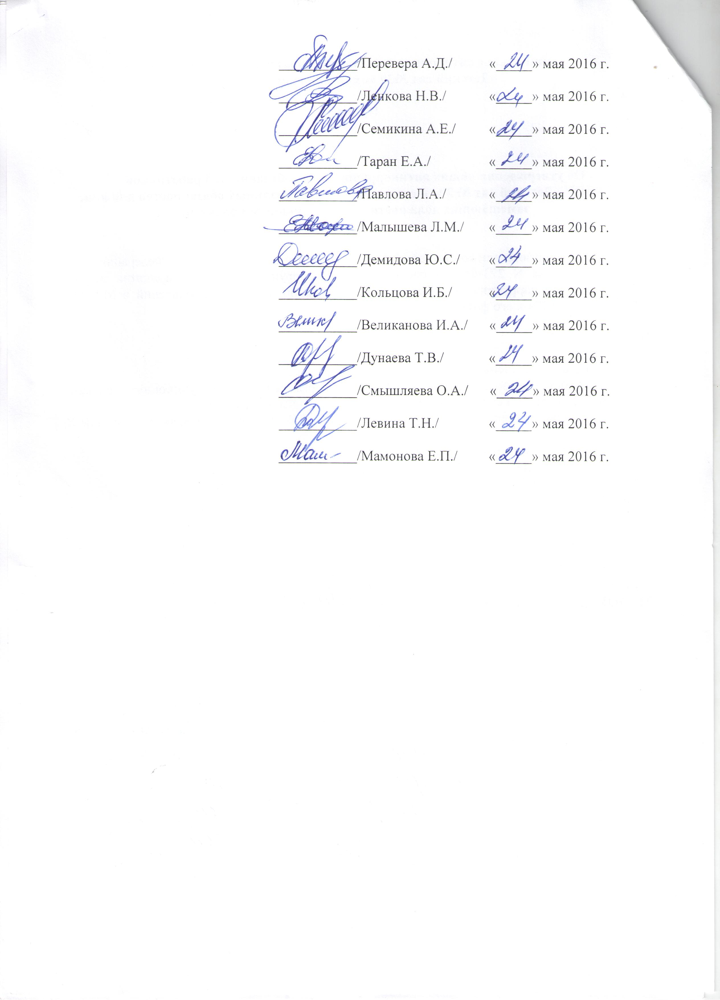 /Перевера А.Д./ «24» мая 2016 г.
/Ленкова Н.В./ «24» мая 2016 г.
/Семикина А.Е./ «24» мая 2016 г.
/Таран Е.А./ «24» мая 2016 г.
/Павлова Л.А./ «24» мая 2016 г.
/Малышева Л.М./ «24» мая 2016 г.
/Демидова Ю.С./ «24» мая 2016 г.
/Кольцова И.Б./ «24» мая 2016 г.
/Великанова И.А./ «24» мая 2016 г.
/Дунаева Т.В./ «24» мая 2016 г.
/Смышляева О.А./ «24» мая 2016 г.
/Левина Т.Н./ «24» мая 2016 г.
/Мамонова Е.П./ «24» мая 2016 г.